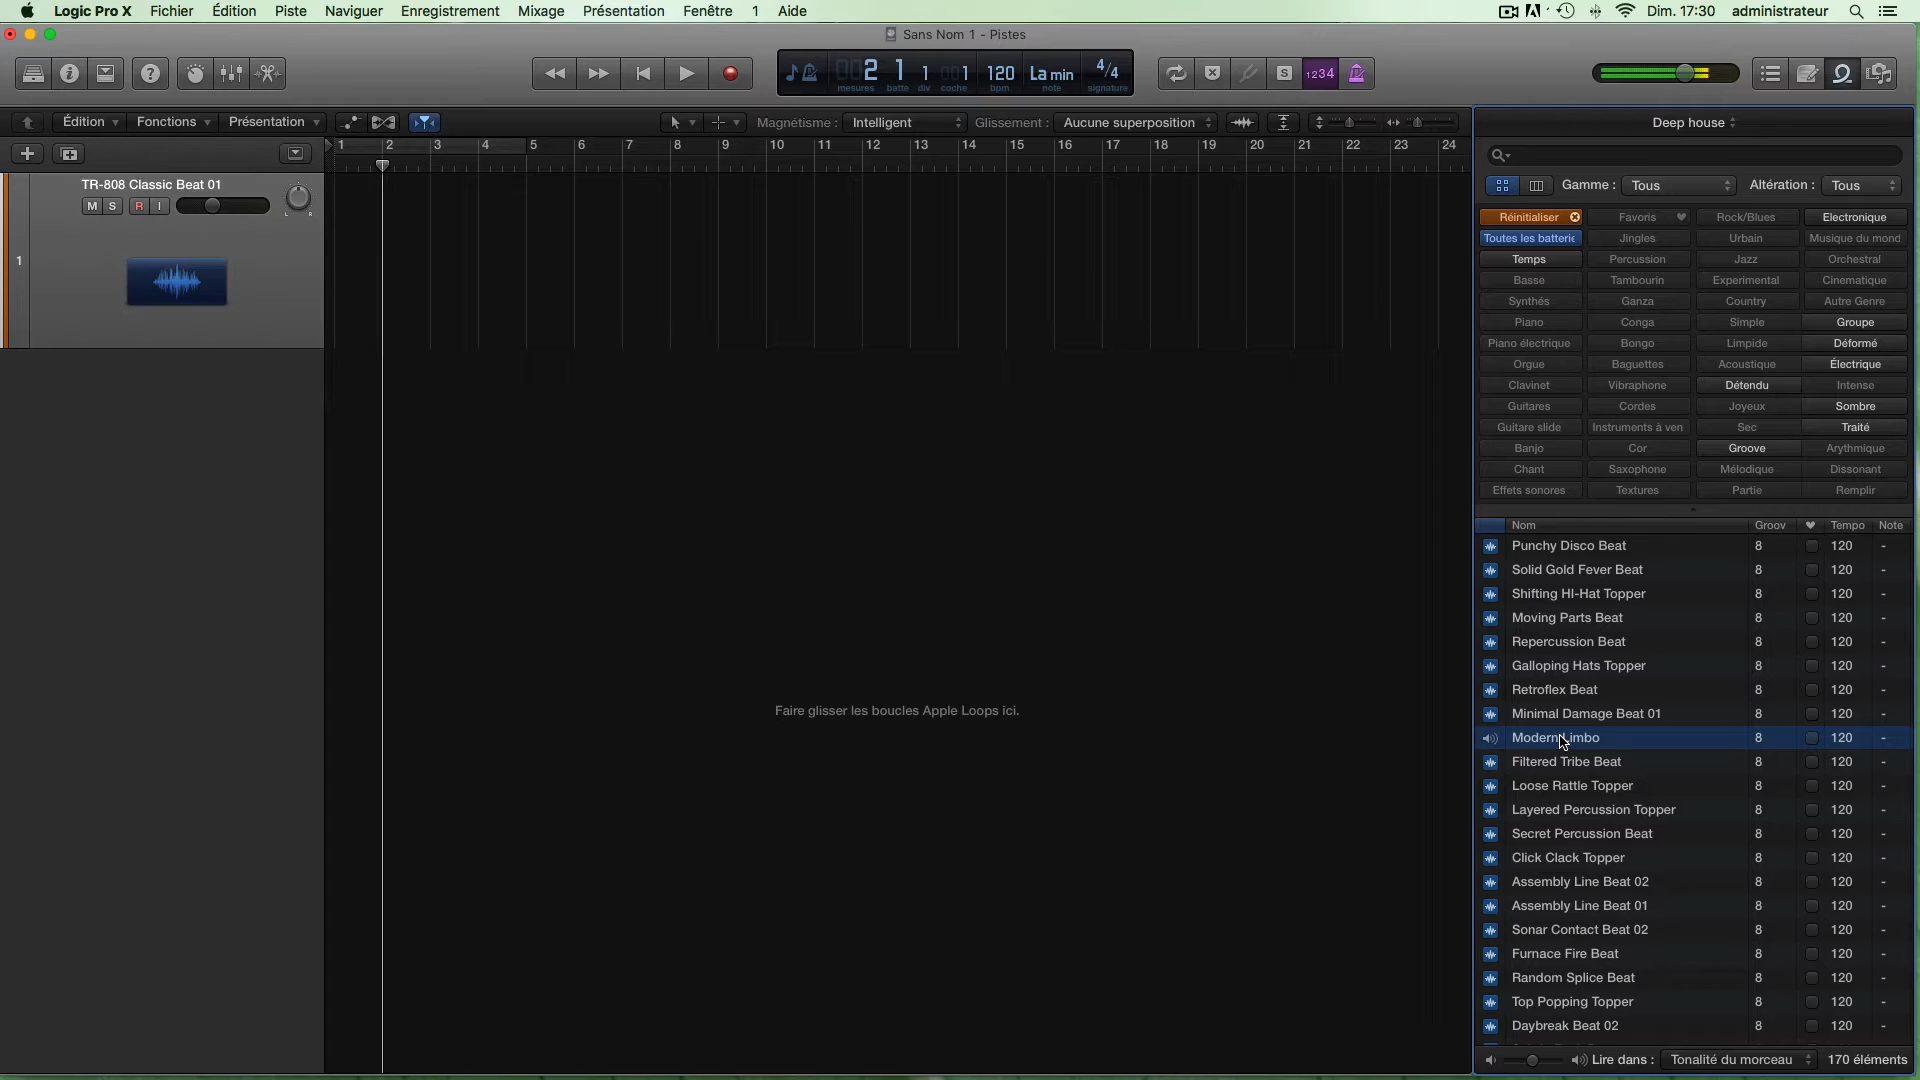 Logic Pro X Fichier Édition Piste Naviguer Enregistrement Mixage Présentation Fenêtre 1 Aide Dim. 17:30 administrateur
Sans Nom 1 - Pistes
002 1 1 001 120 La min 4/4
mesures batte div coche bpm note signature
S 1234
Édition Fonctions Présentation Magnétisme : Intelligent Glissement : Aucune superposition
Deep house
1 2 3 4 5 6 7 8 9 10 11 12 13 14 15 16 17 18 19 20 21 22 23 24
TR-808 Classic Beat 01
M S R I
L R
1
Faire glisser les boucles Apple Loops ici.
Gamme : Tous Altération : Tous
Réinitialiser Favoris Rock/Blues Electronique
Toutes les batterie Jingles Urbain Musique du mond
Temps Percussion Jazz Orchestral
Basse Tambourin Experimental Cinematique
Synthés Ganza Country Autre Genre
Piano Conga Simple Groupe
Piano électrique Bongo Limpide Déformé
Orgue Baguettes Acoustique Électrique
Clavinet Vibraphone Détendu Intense
Guitares Cordes Joyeux Sombre
Guitare slide Instruments à ven Sec Traité
Banjo Cor Groove Arythmique
Chant Saxophone Mélodique Dissonant
Effets sonores Textures Partie Remplir
Nom Groov Tempo Note
Punchy Disco Beat 8 120 -
Solid Gold Fever Beat 8 120 -
Shifting HI-Hat Topper 8 120 -
Moving Parts Beat 8 120 -
Repercussion Beat 8 120 -
Galloping Hats Topper 8 120 -
Retroflex Beat 8 120 -
Minimal Damage Beat 01 8 120 -
Modern Limbo 8 120 -
Filtered Tribe Beat 8 120 -
Loose Rattle Topper 8 120 -
Layered Percussion Topper 8 120 -
Secret Percussion Beat 8 120 -
Click Clack Topper 8 120 -
Assembly Line Beat 02 8 120 -
Assembly Line Beat 01 8 120 -
Sonar Contact Beat 02 8 120 -
Furnace Fire Beat 8 120 -
Random Splice Beat 8 120 -
Top Popping Topper 8 120 -
Daybreak Beat 02 8 120 -
Lire dans : Tonalité du morceau 170 éléments